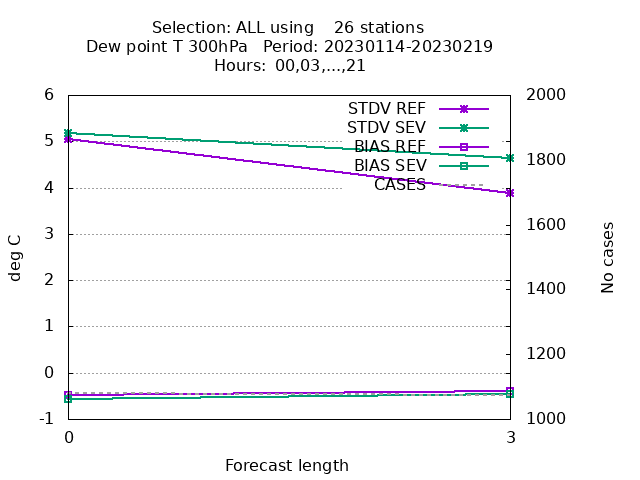 Selection: ALL using    26 stations
Dew point T 300hPa   Period: 20230114-20230219
Hours: 00,03,...,21
6
5
4
3
2
1
0
-1
2000
1800
1600
1400
1200
1000
deg C
No cases
STDV REF
STDV SEV
BIAS REF
BIAS SEV
CASES
0
3
Forecast length